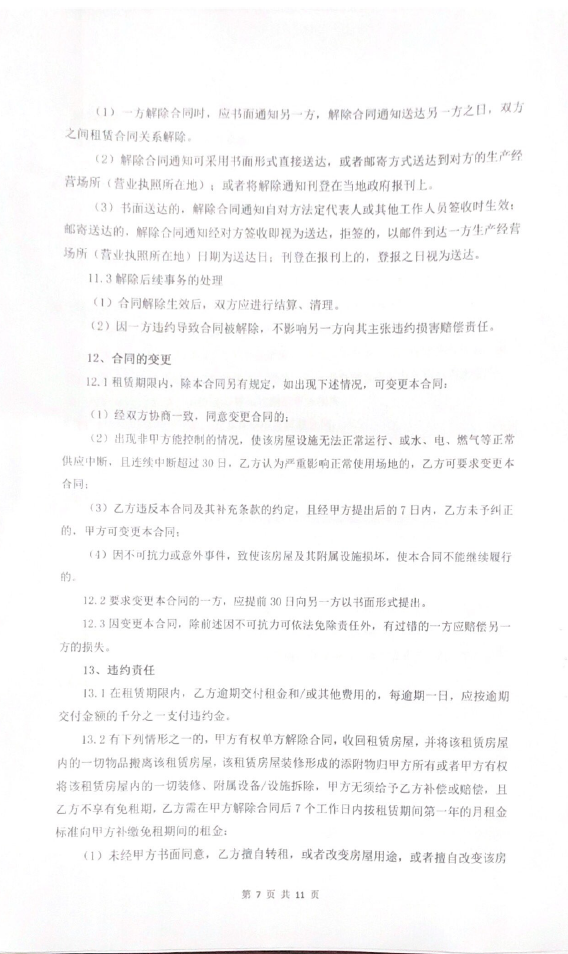 （1）一方解除合同时，应书面通知另一方，解除合同通知送达另一方之日，双方
之间租赁合同关系解除。
（2）解除合同通知可采用书面形式直接送达，或者邮寄方式送达到对方的生产经
营场所（营业执照所在地）；或者将解除通知刊登在当地政府报刊上。
（3）书面送达的，解除合同通知自对方法定代表人或其他工作人员签收时生效；
邮寄送达的，解除合同通知经对方签收即视为送达，拒签的，以邮件到达一方生产经营
场所（营业执照所在地）日期为送达日；刊登在报刊上的，登报之日视为送达。
11.3 解除后续事务的处理
（1）合同解除生效后，双方应进行结算、清理。
（2）因一方违约导致合同被解除，不影响另一方向其主张违约损害赔偿责任。
12、合同的变更
12.1 租赁期限内，除本合同另有规定，如出现下述情况，可变更本合同：
（1）经双方协商一致，同意变更合同的；
（2）出现非甲方能控制的情况，使该房屋设施无法正常运行、或水、电、燃气等正常
供应中断，且连续中断超过 30 日，乙方认为严重影响正常使用场地的，乙方可要求变更本
合同；
（3）乙方违反本合同及其补充条款的约定，且经甲方提出后的 7 日内，乙方未予纠正
的，甲方可变更本合同；
（4）因不可抗力或意外事件，致使该房屋及其附属设施损坏，使本合同不能继续履行
的。
12.2 要求变更本合同的一方，应提前 30 日向另一方以书面形式提出。
12.3 因变更本合同，除前述因不可抗力可依法免除责任外，有过错的一方应赔偿另一
方的损失。
13、违约责任
13.1 在租赁期限内，乙方逾期交付租金和/或其他费用的，每逾期一日，应按逾期
交付金额的千分之一支付违约金。
13.2 有下列情形之一的，甲方有权单方解除合同，收回租赁房屋，并将该租赁房屋
内的一切物品搬离该租赁房屋，该租赁房屋装修形成的添附物归甲方所有或者甲方有权
将该租赁房屋内的一切装修、附属设备/设施拆除，甲方无须给予乙方补偿或赔偿，且
乙方不享有免租期，乙方需在甲方解除合同后 7 个工作日内按租赁期间第一年的月租金
标准向甲方补缴免租期间的租金：
（1）未经甲方书面同意，乙方擅自转租，或者改变房屋用途，或者擅自改变该房
第 7 页 共 11 页